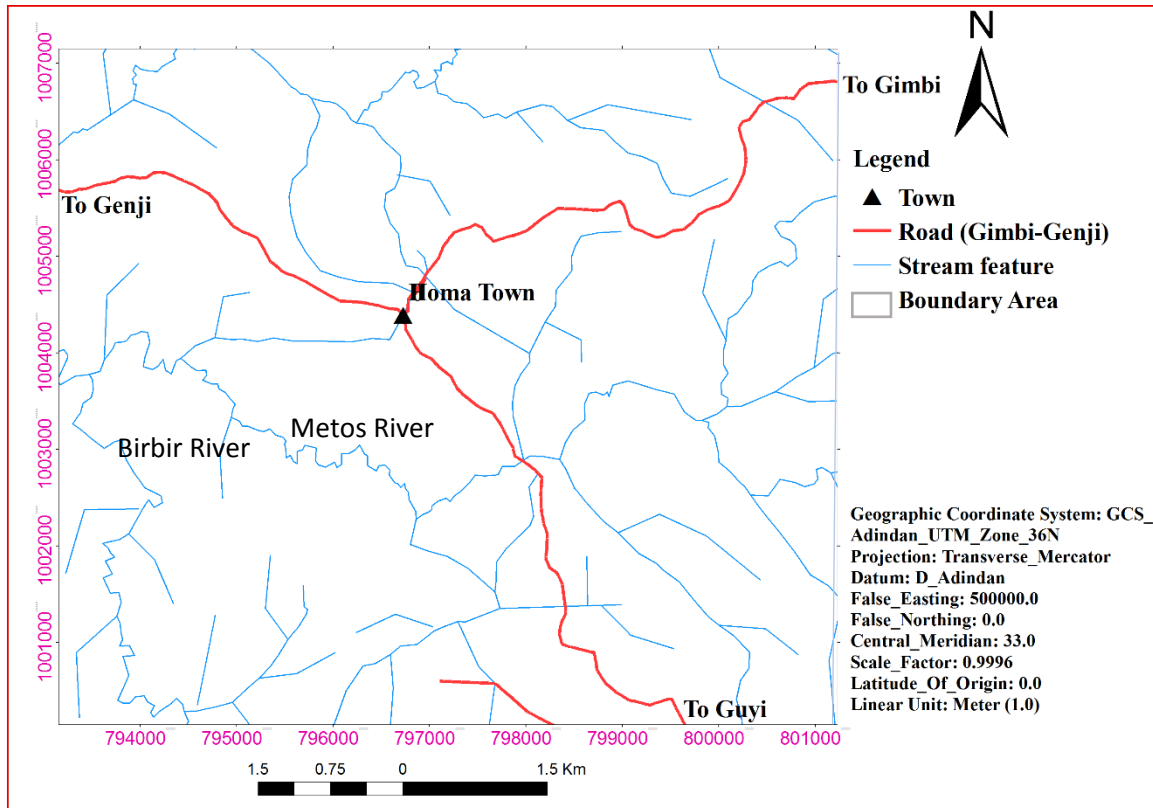 N
To Gimbi
Legend
Town
Road (Gimbi-Genji)
Stream feature
Boundary Area
To Genji
Homa Town
Metos River
Birbir River
To Guyi
1007000
1006000
1005000
1004000
1003000
1002000
1001000
794000 795000 796000 797000 798000 799000 800000 801000
1.5 0.75 0 1.5 Km
Geographic Coordinate System: GCS_
Adindan_UTM_Zone_36N
Projection: Transverse_Mercator
Datum: D_Adindan
False_Easting: 500000.0
False_Northing: 0.0
Central_Meridian: 33.0
Scale_Factor: 0.9996
Latitude_Of_Origin: 0.0
Linear Unit: Meter (1.0)